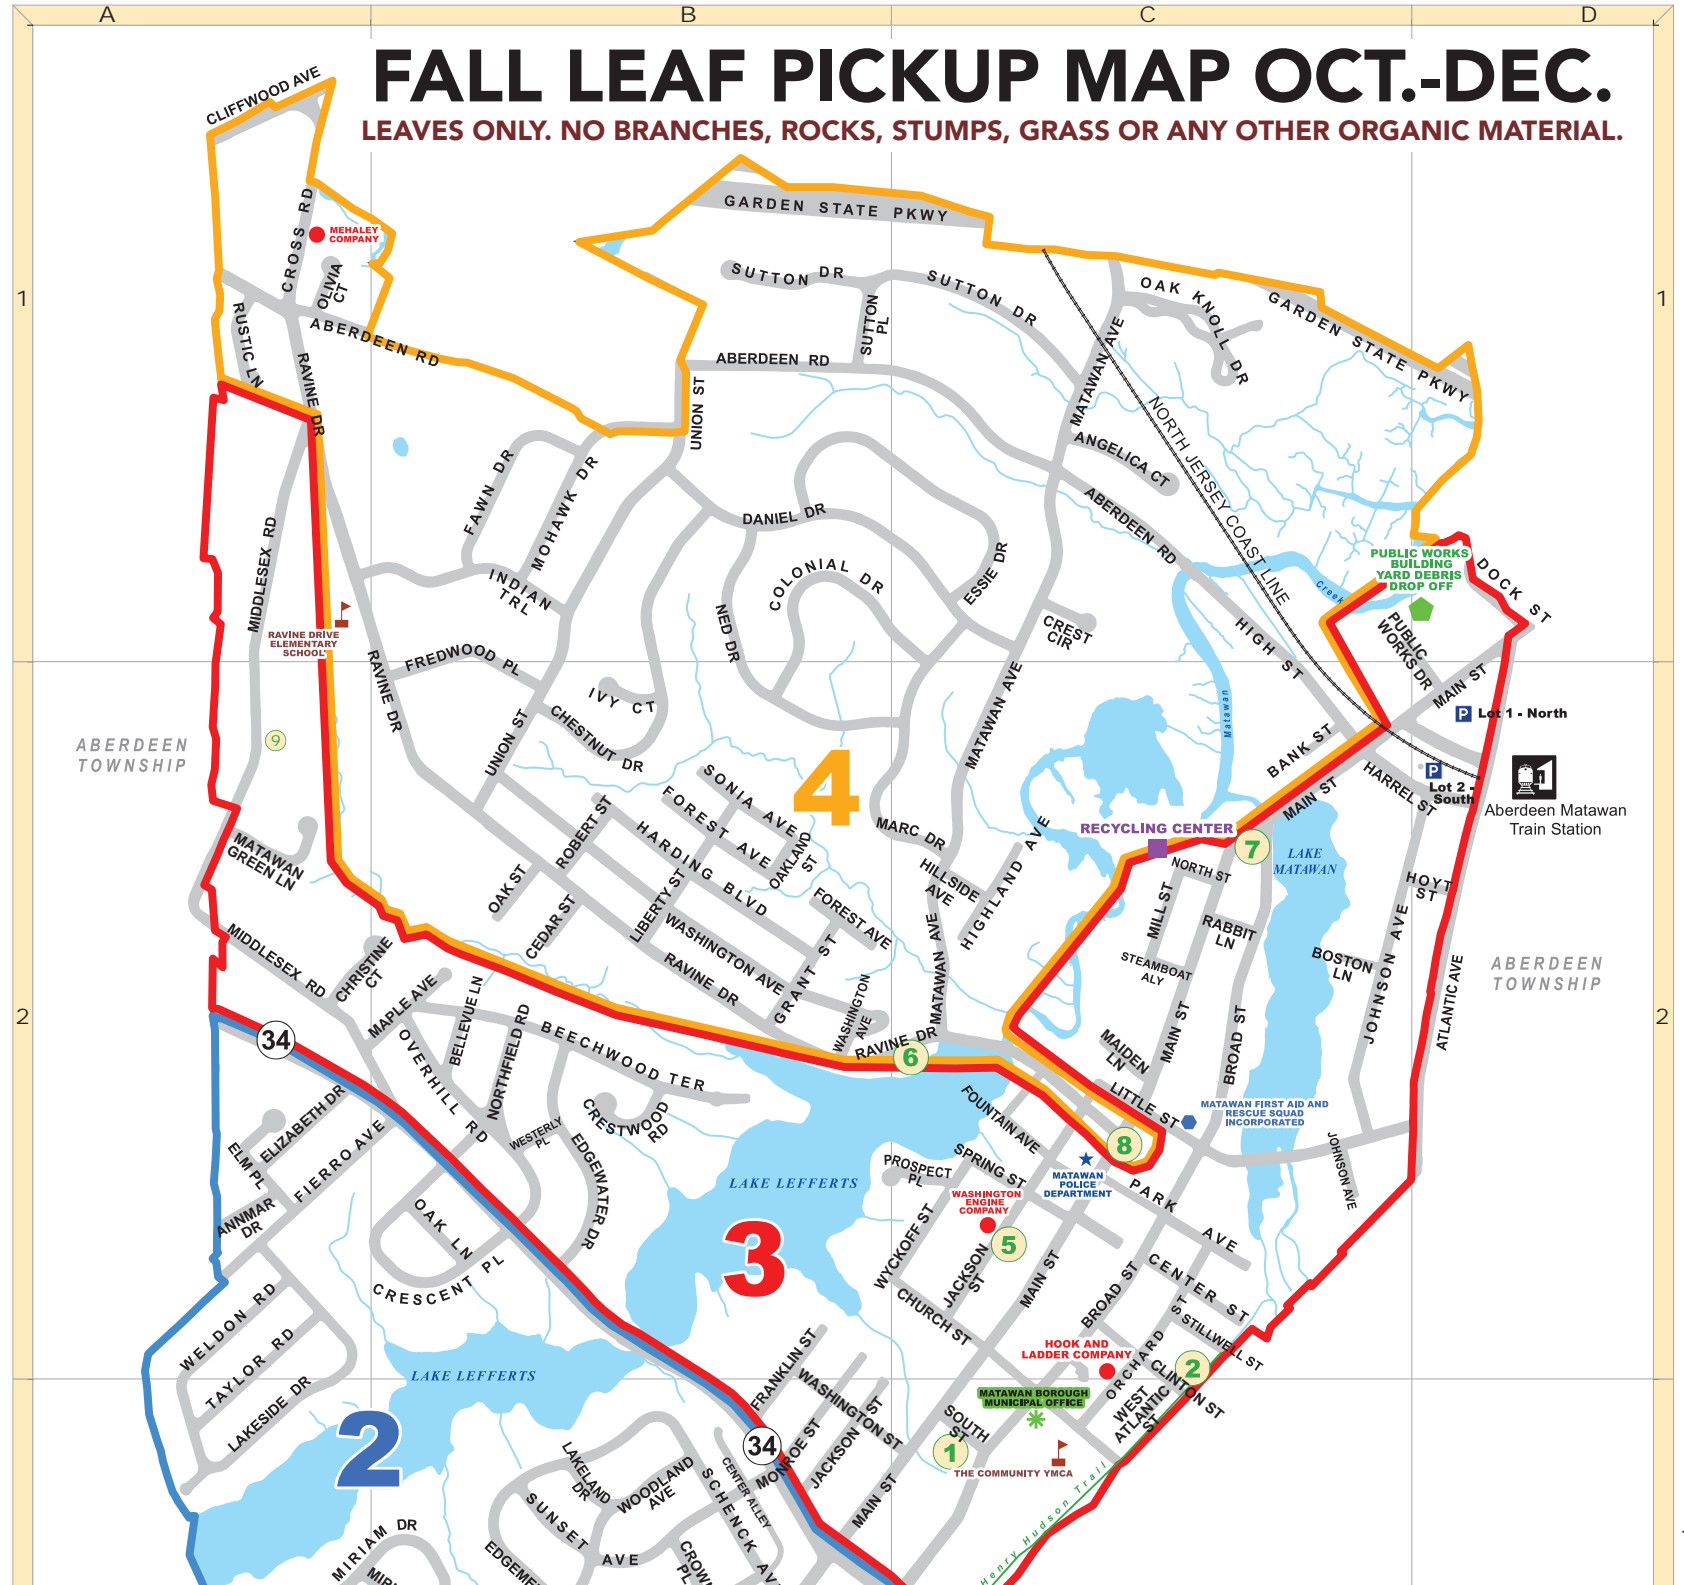 A
B
C
D
FALL LEAF PICKUP MAP OCT.-DEC.
LEAVES ONLY. NO BRANCHES, ROCKS, STUMPS, GRASS OR ANY OTHER ORGANIC MATERIAL.
CLIFFWOOD AVE
CROSS RD
MEHALEY
COMPANY
OLIVIA
CT
GARDEN STATE PKWY
SUTTON DR
SUTTON DR
SUTTON
PL
OAK KNOLL DR
GARDEN STATE PKWY
1
1
RUSTIC LN
ABERDEEN RD
RAVINE DR
ABERDEEN RD
UNION ST
MATAWAN AVE
NORTH JERSEY COAST LINE
ANGELICA CT
ABERDEEN RD
FAWN DR
MOHAWK DR
DANIEL DR
COLONIAL DR
ESSIE DR
MIDDLESEX RD
INDIAN
TRL
NED DR
CREST
CIR
HIGH ST
Creek
PUBLIC WORKS
BUILDING
YARD DEBRIS
DROP OFF
DOCK ST
PUBLIC
WORKS DR
MAIN ST
RAVINE DRIVE
ELEMENTARY
SCHOOL
RAVINE DR
FREDWOOD PL
IVY CT
CHESTNUT DR
UNION ST
MATAWAN AVE
Matawan
BANK ST
P
Lot 1 - North
ABERDEEN
TOWNSHIP
9
4
SONIA AVE
FOREST AVE
OAKLAND
ST
MARC DR
HARREL ST
MAIN ST
P
Lot 2 -
South
Aberdeen Matawan
Train Station
ROBERT ST
HARDING BLVD
OAK ST
CEDAR ST
LIBERTY ST
WASHINGTON AVE
FOREST AVE
GRANT ST
HILLSIDE
AVE
HIGHLAND AVE
RECYCLING CENTER
7
NORTH ST
LAKE
MATAWAN
HOYT
ST
MATAWAN
GREEN LN
MILL ST
RABBIT
LN
STEAMBOAT
ALY
BOSTON
LN
JOHNSON AVE
ATLANTIC AVE
ABERDEEN
TOWNSHIP
MIDDLESEX RD
CHRISTINE
CT
MAPLE AVE
BELLEVUE LN
NORTHFIELD RD
RAVINE DR
WASHINGTON
AVE
MATAWAN AVE
RAVINE DR
6
2
2
34
OVERHILL RD
BEECHWOOD TER
MAIDEN
LN
MAIN ST
BROAD ST
LITTLE ST
MATAWAN FIRST AID AND
RESCUE SQUAD
INCORPORATED
ELIZABETH DR
ELM PL
FIERRO AVE
ANNMAR
DR
WESTERLY
PL
CRESTWOOD
RD
EDGEWATER DR
FOUNTAIN AVE
8
PROSPECT
PL
SPRING ST
MATAWAN
POLICE
DEPARTMENT
PARK AVE
JOHNSON AVE
LAKE LEFFERTS
3
WASHINGTON
ENGINE
COMPANY
5
WYCKOFF ST
JACKSON
ST
MAIN ST
OAK LN
CRESCENT PL
CHURCH ST
BROAD ST
CENTER ST
STILLWELL ST
WELDON RD
TAYLOR RD
LAKESIDE DR
LAKE LEFFERTS
FRANKLIN ST
HOOK AND
LADDER COMPANY
ORCHARD ST
2
CLINTON ST
WEST
ATLANTIC
ST
MATAWAN BOROUGH
MUNICIPAL OFFICE
2
34
WASHINGTON ST
MONROE ST
JACKSON ST
SOUTH
ST
1
THE COMMUNITY YMCA
LAKELAND
DR
WOODLAND
AVE
SUNSET AVE
CENTER ALLEY
SCHENCK AV
MAIN ST
Henry Hudson Trail
MIRIAM DR
MIRI
EDGEME
CROW
PL